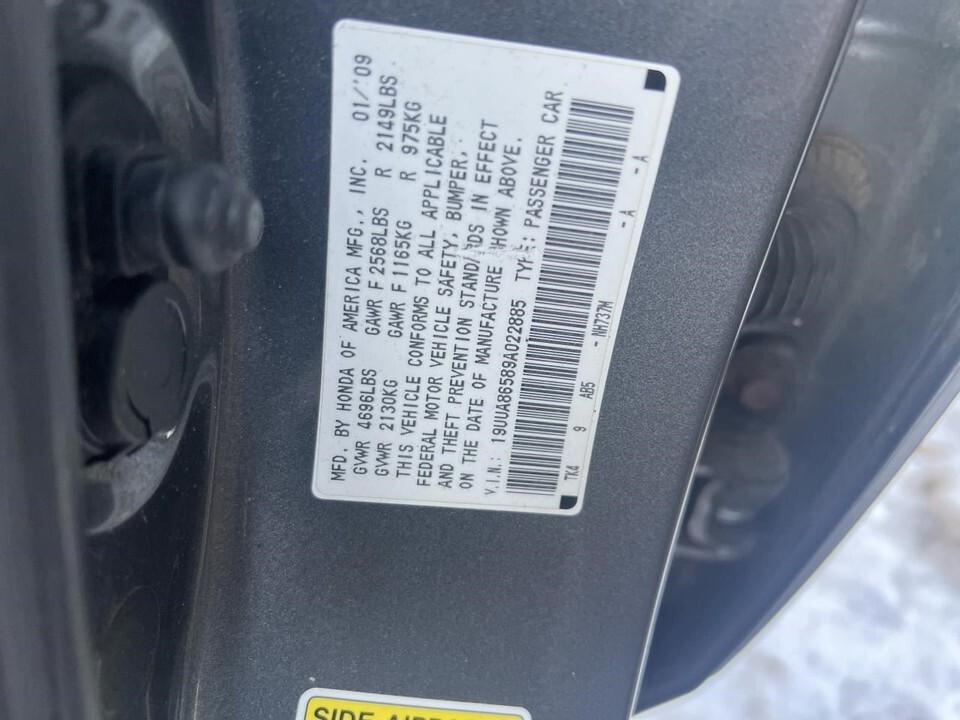 MFD. BY HONDA OF AMERICA MFG., INC. 01/'09
GVWR 4696LBS GAWR F 2568LBS R 2149LBS
GVWR 2130KG GAWR F 1165KG R 975KG
THIS VEHICLE CONFORMS TO ALL APPLICABLE
FEDERAL MOTOR VEHICLE SAFETY, BUMPER,
AND THEFT PREVENTION STANDARDS IN EFFECT
ON THE DATE OF MANUFACTURE SHOWN ABOVE.
V.I.N.: 19UUA86589A022885 TYPE: PASSENGER CAR
TK4 9 AB5 - NH737M - A - A
SIDE